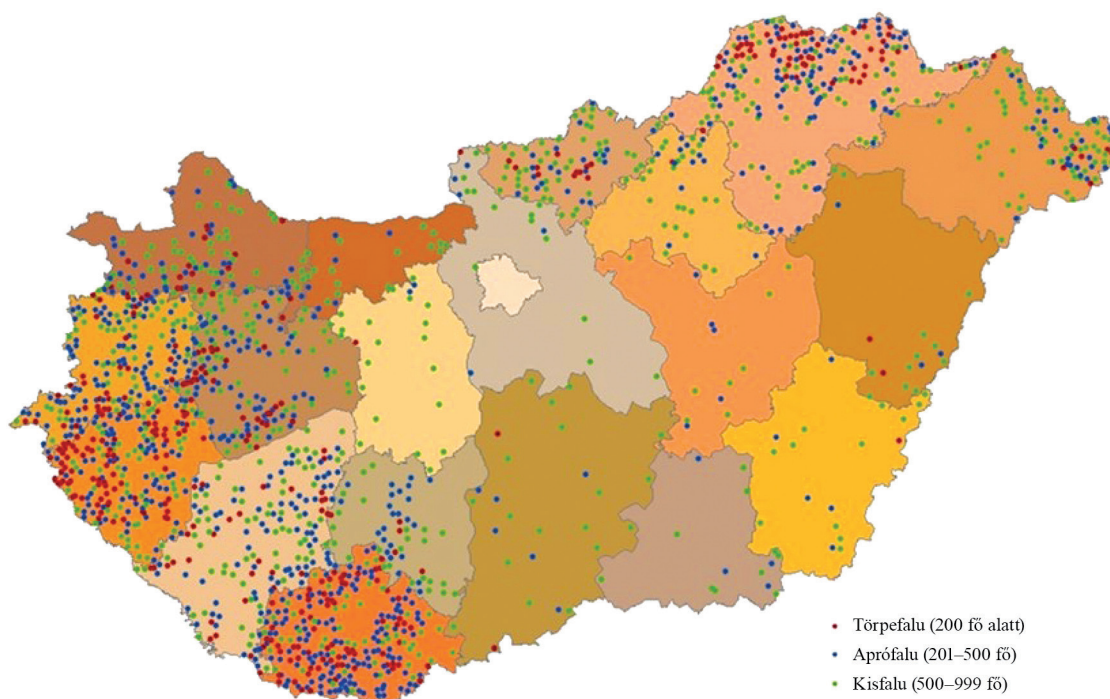 Törpefalu (200 fő alatt)
Aprófalu (201–500 fő)
Kisfalu (500–999 fő)